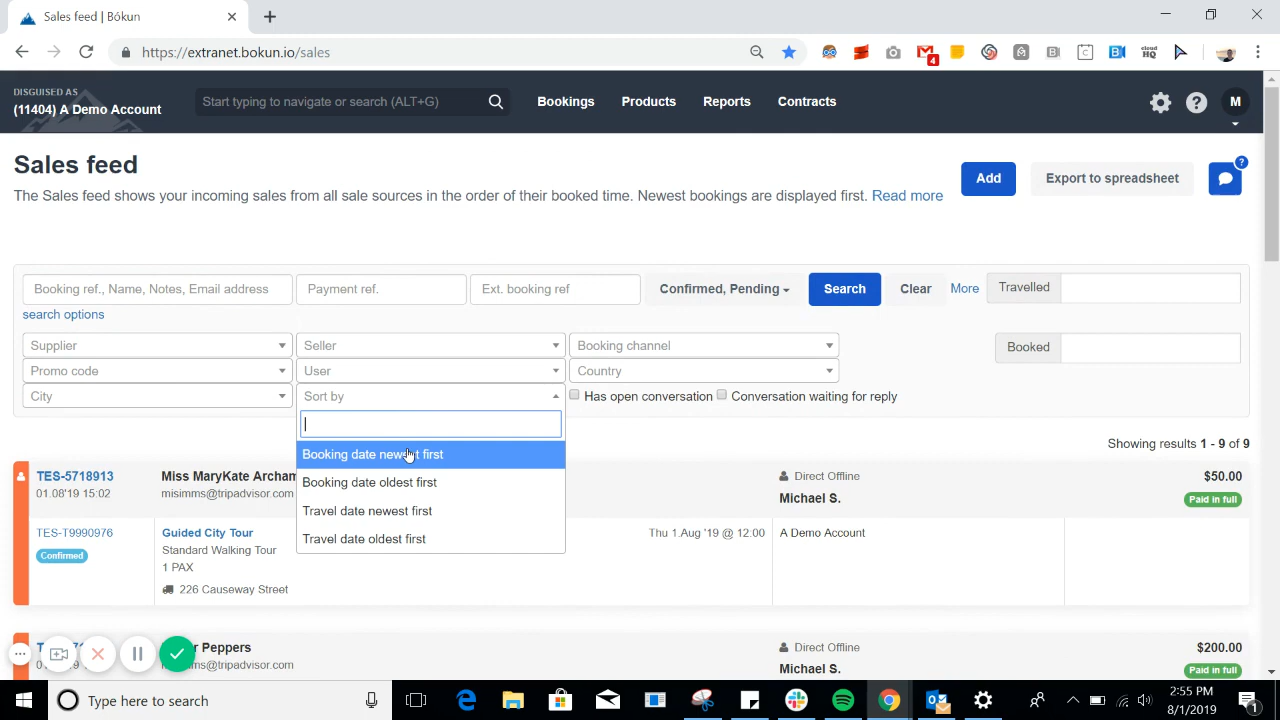 Sales feed | Bókun
https://extranet.bokun.io/sales
4
DISGUISED AS
(11404) A Demo Account
Start typing to navigate or search (ALT+G)
Bookings
Products
Reports
Contracts
M
Sales feed
The Sales feed shows your incoming sales from all sale sources in the order of their booked time. Newest bookings are displayed first. Read more
Add
Export to spreadsheet
?
Booking ref., Name, Notes, Email address
Payment ref.
Ext. booking ref
Confirmed, Pending
Search
Clear
More
Travelled
search options
Supplier
Seller
Booking channel
Booked
Promo code
User
Country
City
Sort by
Has open conversation
Conversation waiting for reply
Booking date newest first
Booking date oldest first
Travel date newest first
Travel date oldest first
Showing results 1 - 9 of 9
TES-5718913
01.08'19 15:02
Miss MaryKate Archam
misimms@tripadvisor.com
Direct Offline
Michael S.
$50.00
Paid in full
TES-T9990976
Confirmed
Guided City Tour
Standard Walking Tour
1 PAX
226 Causeway Street
Thu 1.Aug '19 @ 12:00
A Demo Account
Peppers
simms@tripadvisor.com
Direct Offline
Michael S.
$200.00
Paid in full
Type here to search
2:55 PM
8/1/2019
1